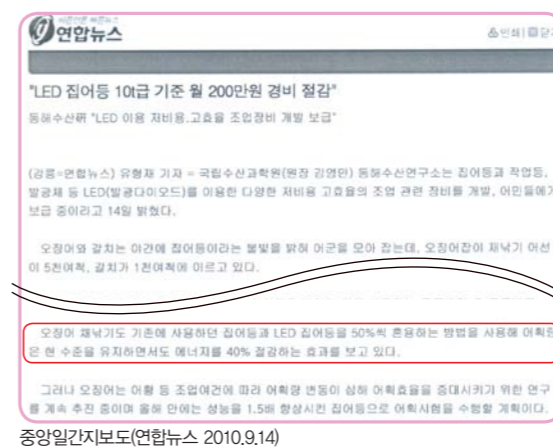 연합뉴스
인쇄
"LED 집어등 10t급 기준 월 200만원 경비 절감"
동해수산硏 "LED 이용 저비용.고효율 조업장비 개발 보급"
(강릉=연합뉴스) 유형재 기자 = 국립수산과학원(원장 김영만) 동해수산연구소는 집어등과 작업등,
발광체 등 LED(발광다이오드)를 이용한 다양한 저비용 고효율의 조업 관련 장비를 개발, 어민들에게
보급 중이라고 14일 밝혔다.
오징어와 갈치는 야간에 집어등이라는 불빛을 밝혀 어군을 모아 잡는데, 오징어잡이 채낚기 어선
이 5천여척, 갈치가 1천여척에 이르고 있다.
오징어 채낚기도 기존에 사용하던 집어등과 LED 집어등을 50%씩 혼용하는 방법을 사용해 어획량
은 현 수준을 유지하면서도 에너지를 40% 절감하는 효과를 보고 있다.
그러나 오징어는 어황 등 조업여건에 따라 어획량 변동이 심해 어획효율을 증대시키기 위한 연구
를 계속 추진 중이며 올해 안에는 성능을 1.5배 향상시킨 집어등으로 어획시험을 수행할 계획이다.
중앙일간지보도(연합뉴스 2010.9.14)